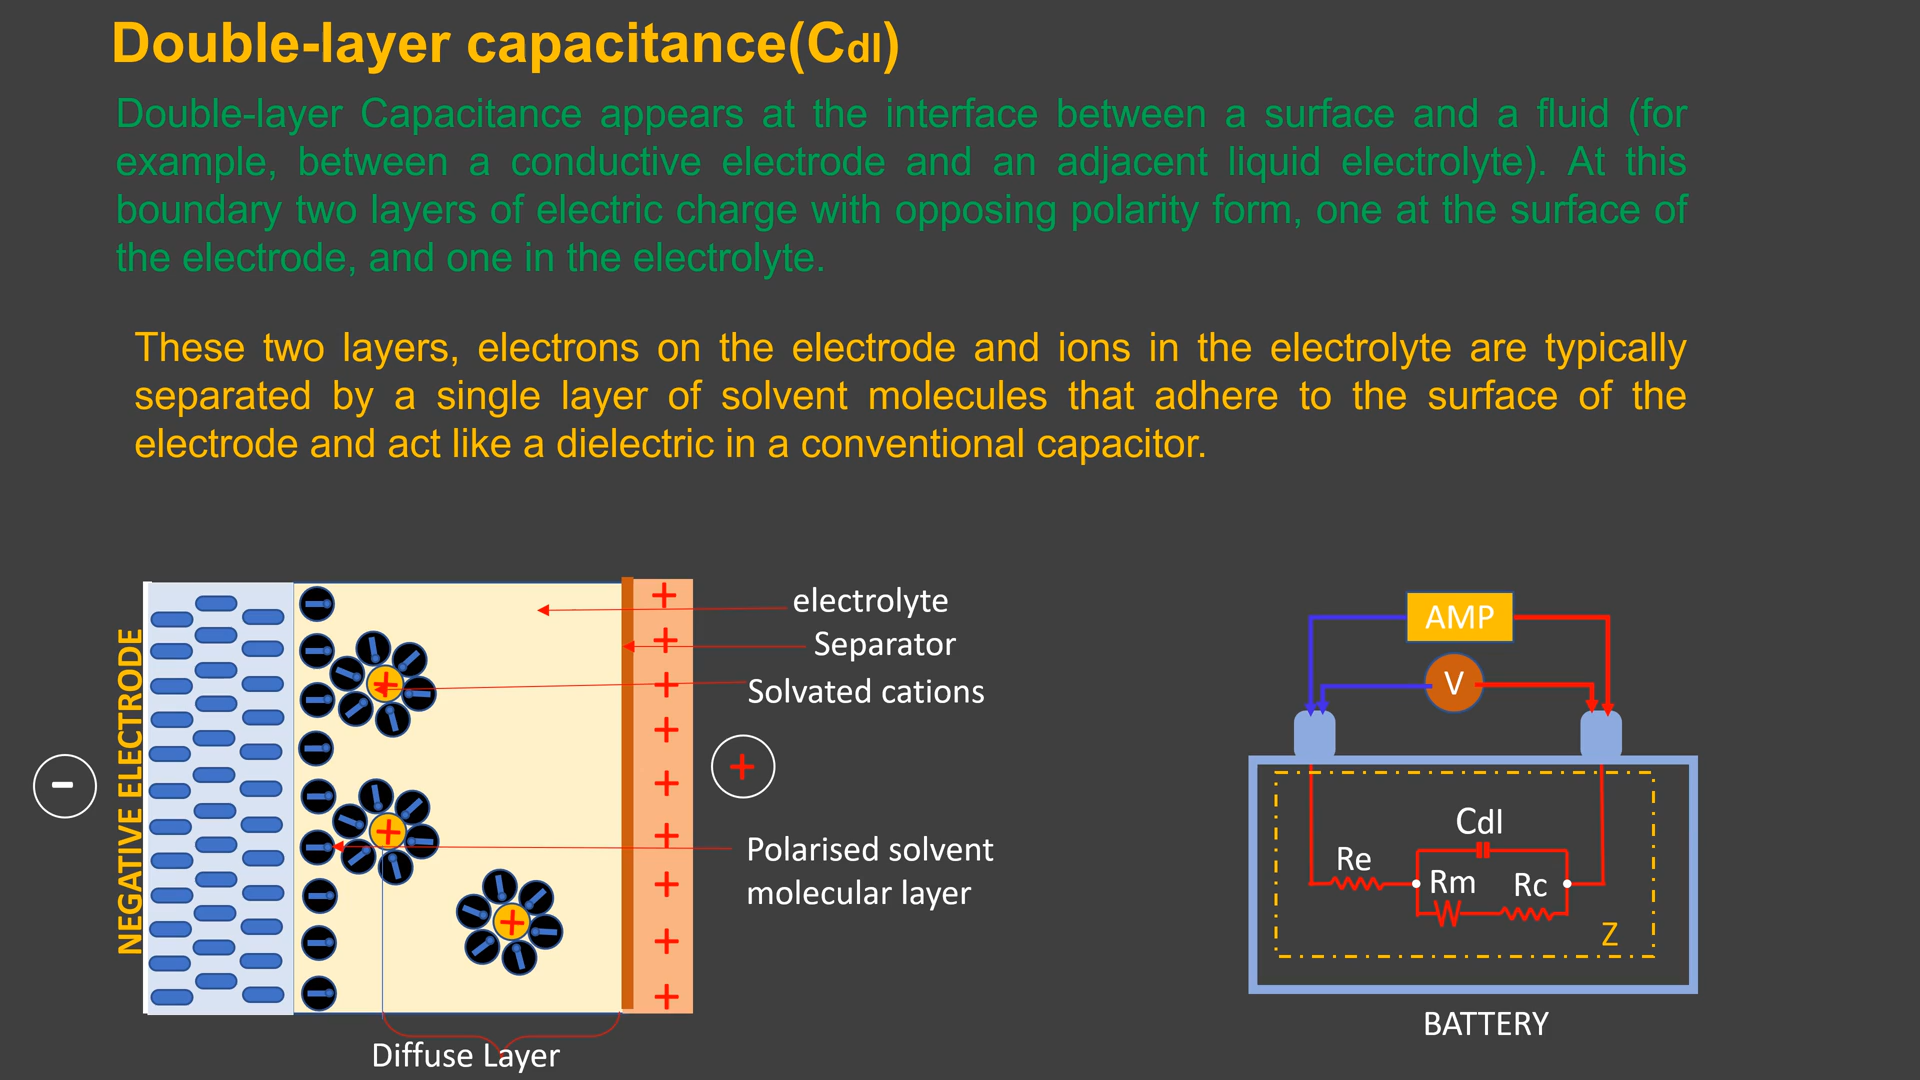 Double-layer capacitance(Cdl)
Double-layer Capacitance appears at the interface between a surface and a fluid (for
example, between a conductive electrode and an adjacent liquid electrolyte). At this
boundary two layers of electric charge with opposing polarity form, one at the surface of
the electrode, and one in the electrolyte.
These two layers, electrons on the electrode and ions in the electrolyte are typically
separated by a single layer of solvent molecules that adhere to the surface of the
electrode and act like a dielectric in a conventional capacitor.
NEGATIVE ELECTRODE
-
electrolyte
Separator
Solvated cations
+
Polarised solvent
molecular layer
Diffuse Layer
AMP
V
Cdl
Re
Rm
Rc
Z
BATTERY